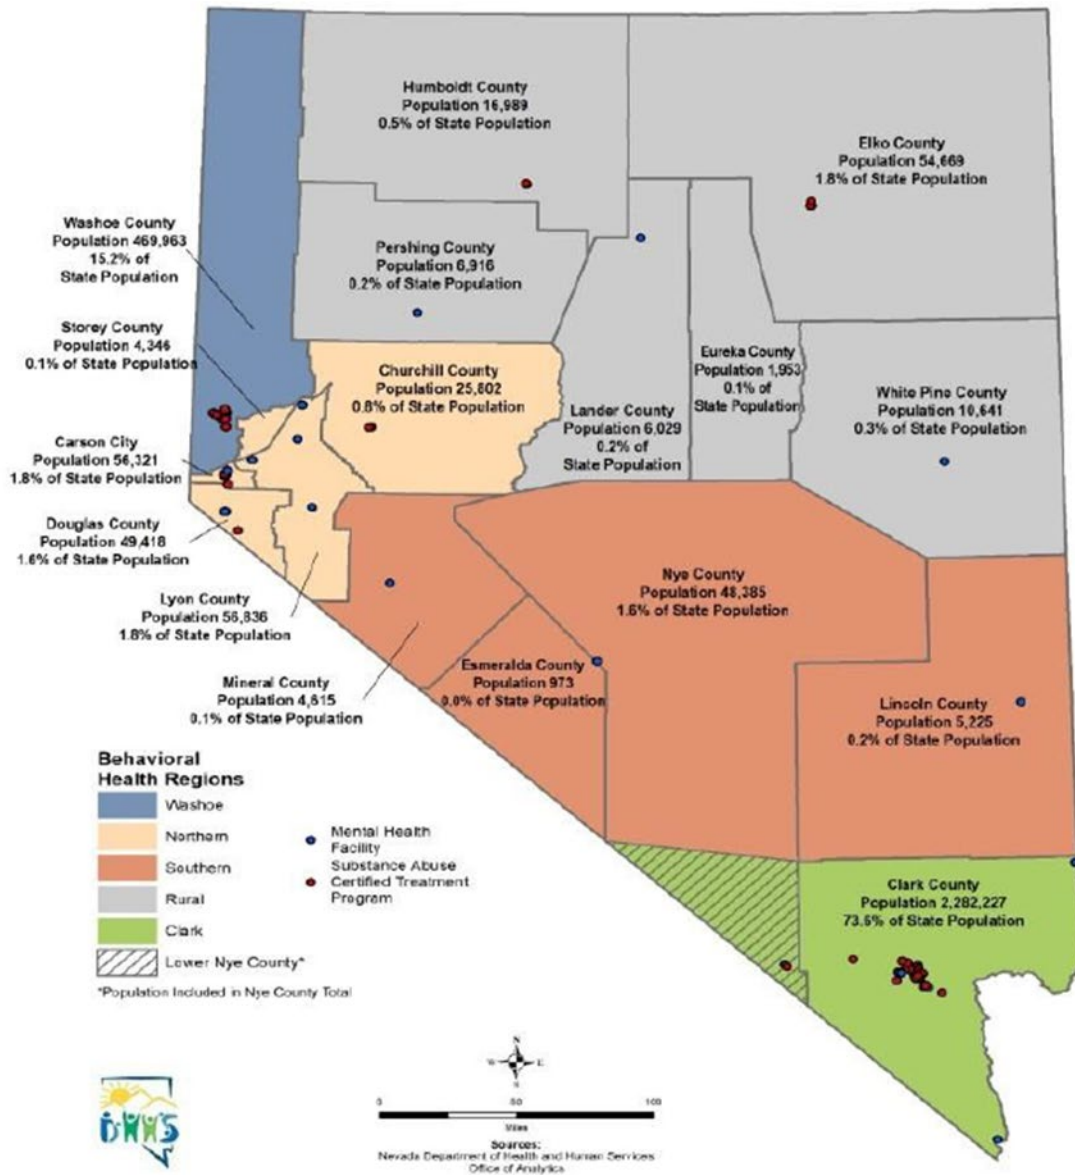 Humboldt County
Population 16,989
0.5% of State Population
Elko County
Population 54,669
1.8% of State Population
Washoe County
Population 469,963
15.2% of
State Population
Pershing County
Population 6,916
0.2% of State Population
Storey County
Population 4,346
0.1% of State Population
Churchill County
Population 25,802
0.8% of State Population
Eureka County
Population 1,953
0.1% of
State Population
White Pine County
Population 10,641
0.3% of State Population
Lander County
Population 6,029
0.2% of
State Population
Carson City
Population 56,321
1.8% of State Population
Douglas County
Population 49,418
1.6% of State Population
Nye County
Population 48,385
1.6% of State Population
Lyon County
Population 56,836
1.8% of State Population
Mineral County
Population 4,615
0.1% of State Population
Esmeralda County
Population 973
0.0% of State Population
Lincoln County
Population 5,225
0.2% of State Population
Clark County
Population 2,282,227
73.6% of State Population
Behavioral
Health Regions
Washoe
Northern
Southern
Rural
Clark
Lower Nye County*
*Population Included in Nye County Total
Mental Health
Facility
Substance Abuse
Certified Treatment
Program
N
W E
S
0 50 100
Miles
Sources:
Nevada Department of Health and Human Services
Office of Analytics
DHHS